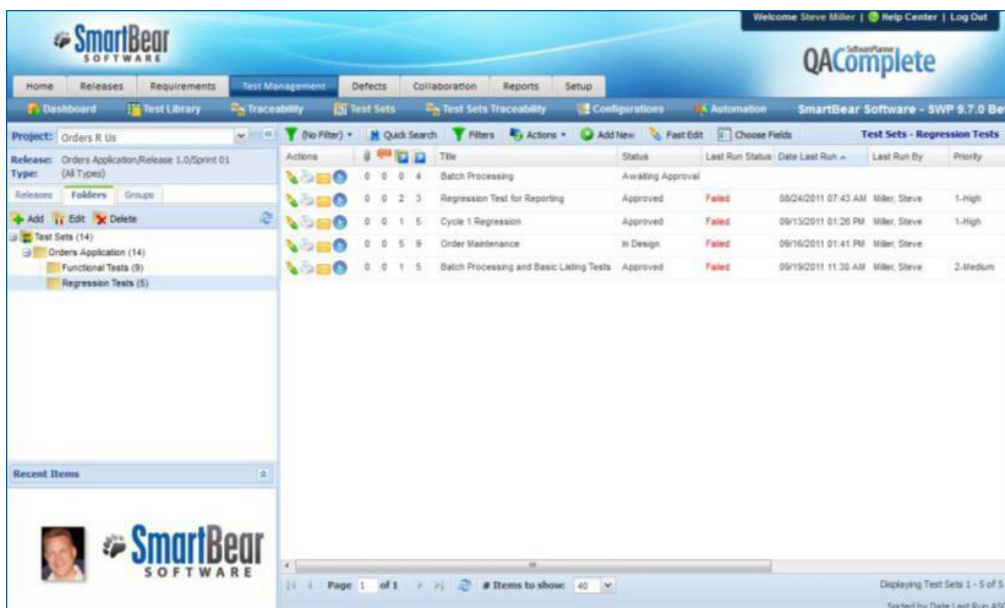 Welcome Steve Miller | Help Center | Log Out
SmartBear
SOFTWARE
SoftwarePlanner
QAComplete
Home Releases Requirements Test Management Defects Collaboration Reports Setup
Dashboard Test Library Traceability Test Sets Test Sets Traceability Configurations Automation SmartBear Software - SWP 9.7.0 Be
Project: Orders R Us
(No Filter) Quick Search Filters Actions Add New Fast Edit Choose Fields Test Sets - Regression Tests
Release: Orders Application/Release 1.0/Sprint 01
Type: (All Types)
Actions Title Status Last Run Status Date Last Run Last Run By Priority
Releases Folders Groups
Add Edit Delete
Test Sets (14)
Orders Application (14)
Functional Tests (9)
Regression Tests (5)
0 0 0 4 Batch Processing Awaiting Approval
0 0 2 3 Regression Test for Reporting Approved Failed 08/24/2011 07:43 AM Miller, Steve 1-High
0 0 1 5 Cycle 1 Regression Approved Failed 09/13/2011 01:26 PM Miller, Steve 1-High
0 0 5 9 Order Maintenance In Design Failed 09/16/2011 01:41 PM Miller, Steve
0 0 1 5 Batch Processing and Basic Listing Tests Approved Failed 09/19/2011 11:30 AM Miller, Steve 2-Medium
Recent Items
SmartBear
SOFTWARE
Page 1 of 1 # Items to show: 40 Displaying Test Sets 1 - 5 of 5
Sorted by Date Last Run